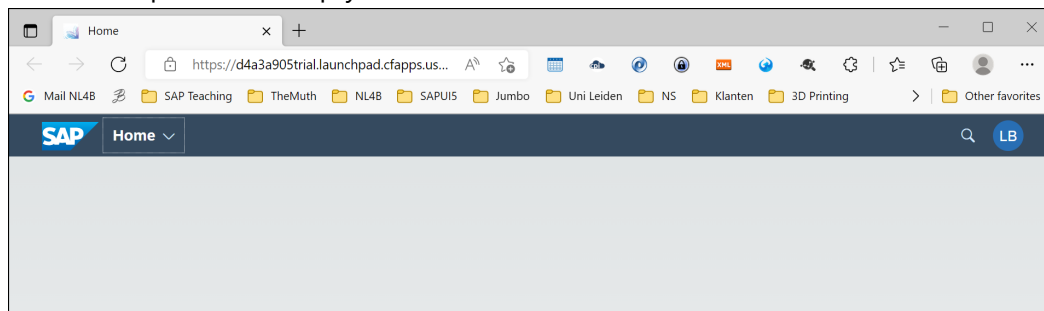 Home
https://d4a3a905trial.launchpad.cfapps.us...
XML
G Mail NL4B SAP Teaching TheMuth NL4B SAPUI5 Jumbo Uni Leiden NS Klanten 3D Printing Other favorites
SAP Home LB